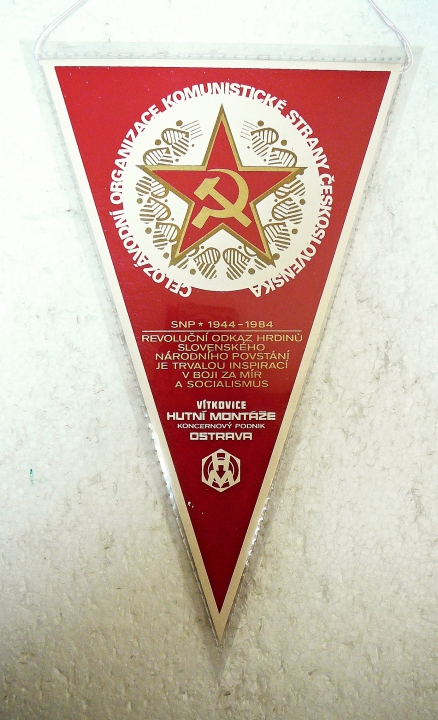 CELOZÁVODNÍ ORGANIZACE KOMUNISTICKÉ STRANY ČESKOSLOVENSKA
SNP * 1944-1984
REVOLUČNÍ ODKAZ HRDINŮ
SLOVENSKÉHO
NÁRODNÍHO POVSTÁNÍ
JE TRVALOU INSPIRACÍ
V BOJI ZA MÍR
A SOCIALISMUS
VÍTKOVICE
HUTNÍ MONTÁŽE
KONCERNOVÝ PODNIK
OSTRAVA
HM